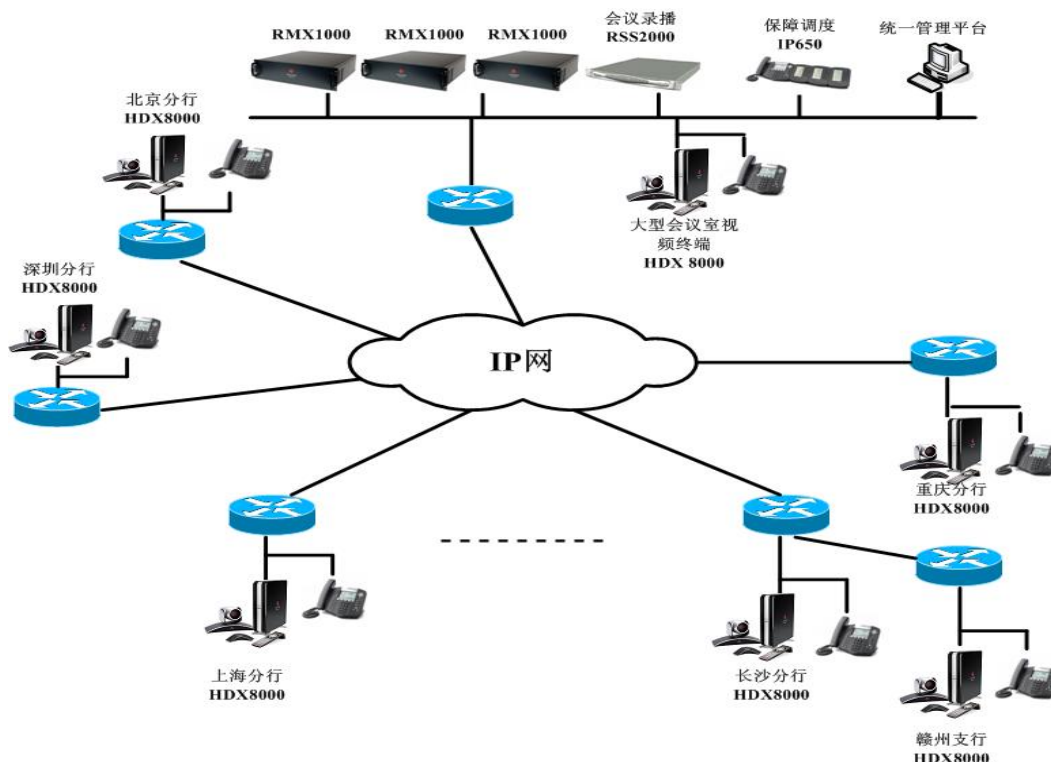 RMX1000
RMX1000
RMX1000
会议录播
RSS2000
保障调度
IP650
统一管理平台
北京分行
HDX8000
大型会议室视
频终端
HDX 8000
深圳分行
HDX8000
IP网
重庆分行
HDX8000
上海分行
HDX8000
长沙分行
HDX8000
赣州支行
HDX8000